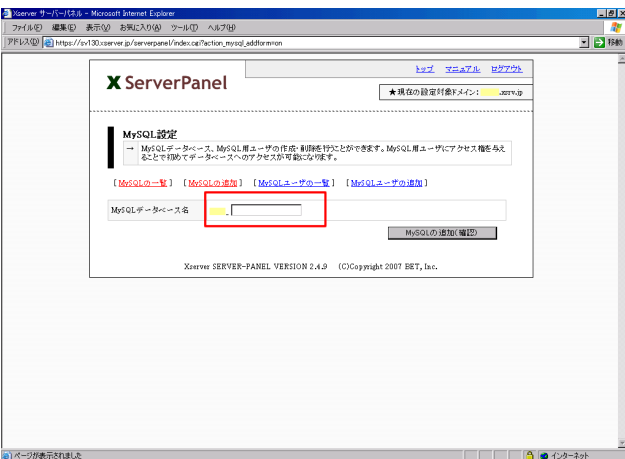 Xserver サーバーパネル - Microsoft Internet Explorer
ファイル(F) 編集(E) 表示(V) お気に入り(A) ツール(T) ヘルプ(H)
アドレス(D) https://sv130.xserver.jp/serverpanel/index.cgi?action_mysql_addform=on 移動
トップ マニュアル ログアウト
X ServerPanel
★現在の設定対象ドメイン: .xsrv.jp
MySQL設定
→ MySQLデータベース、MySQL用ユーザの作成・削除を行うことができます。MySQL用ユーザにアクセス権を与え
ることで初めてデータベースへのアクセスが可能になります。
[MySQLの一覧] [MySQLの追加] [MySQLユーザの一覧] [MySQLユーザの追加]
MySQLデータベース名 _
MySQLの追加(確認)
Xserver SERVER-PANEL VERSION 2.4.9 (C)Copyright 2007 BET, Inc.
ページが表示されました インターネット